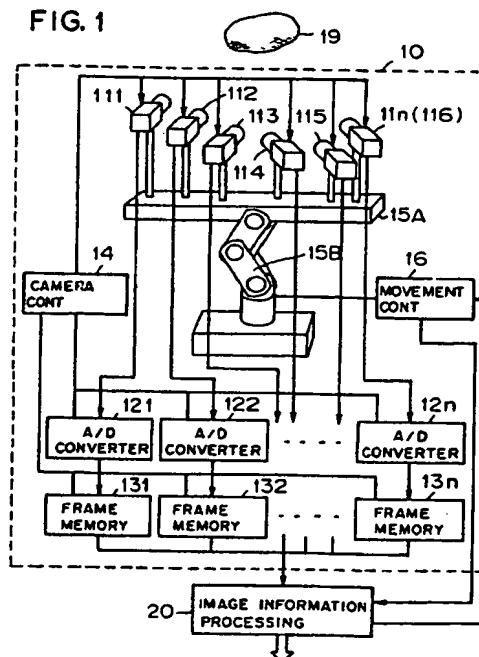 FIG. 1
19
10
111
112
113
114
115
11n(116)
15A
15B
14
CAMERA
CONT
16
MOVEMENT
CONT
121
A/D
CONVERTER
122
A/D
CONVERTER
- - - -
12n
A/D
CONVERTER
131
FRAME
MEMORY
132
FRAME
MEMORY
- - - -
13n
FRAME
MEMORY
20
IMAGE INFORMATION
PROCESSING